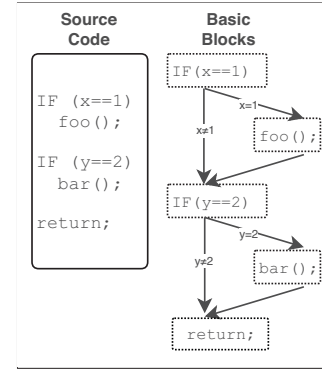 Source
Code
IF (x==1)
foo();
IF (y==2)
bar();
return;
Basic
Blocks
IF(x==1)
x=1
x≠1
foo();
IF(y==2)
y=2
y≠2
bar();
return;